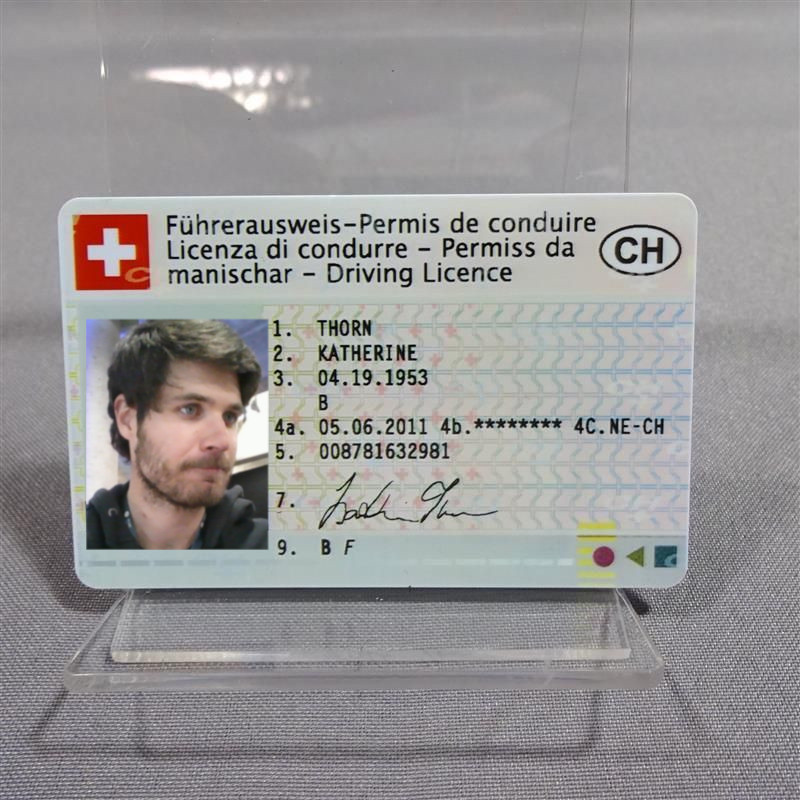 Führerausweis-Permis de conduire
Licenza di condurre - Permiss da
manischar - Driving Licence
CH
1. THORN
2. KATHERINE
3. 04.19.1953
B
4a. 05.06.2011 4b.******** 4C.NE-CH
5. 008781632981
7.
9. B F